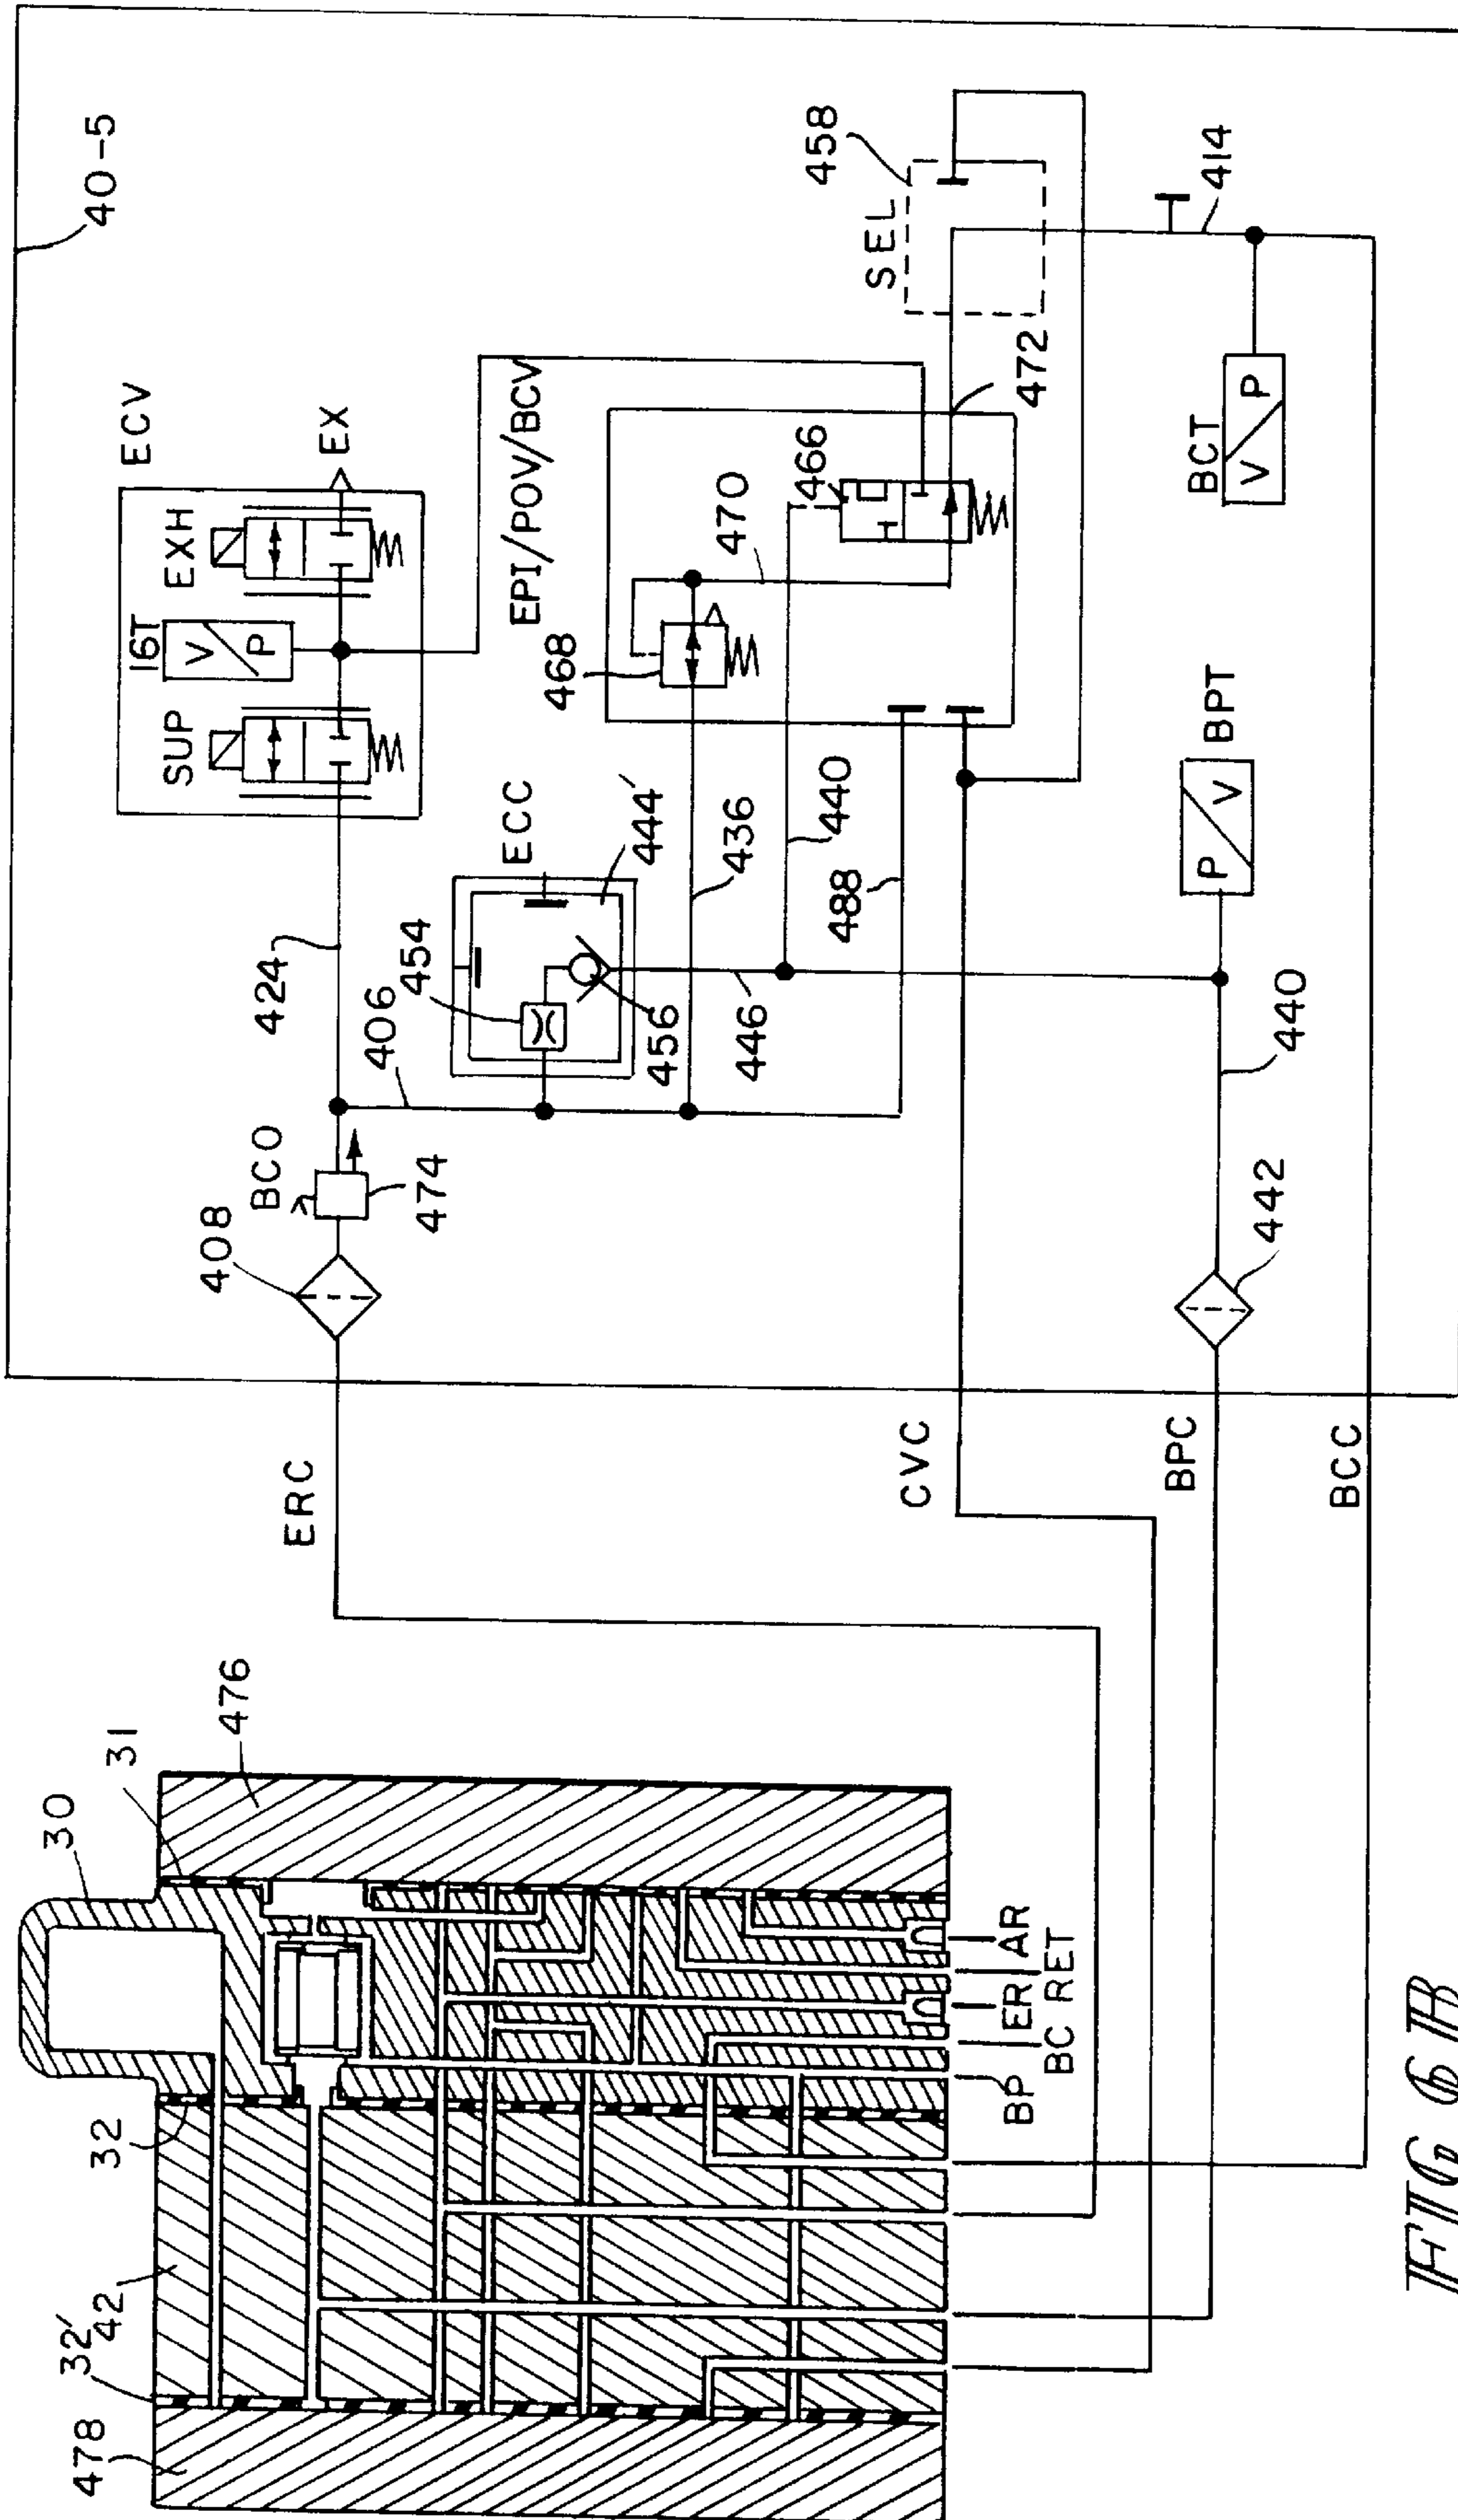 40-5
ECV
SUP
16T
EXH
EX
424
BCO
408
474
406
454
ECC
444'
456
446
436
468
EPI/POV/BCV
470
466
440
488
472
SEL
458
414
BCT
V
P
V
P
P
V
BPT
440
442
ERC
CVC
BPC
BCC
30
31
476
32
42
32'
478
AR
RET
ER
BC
BP
FIG 6B